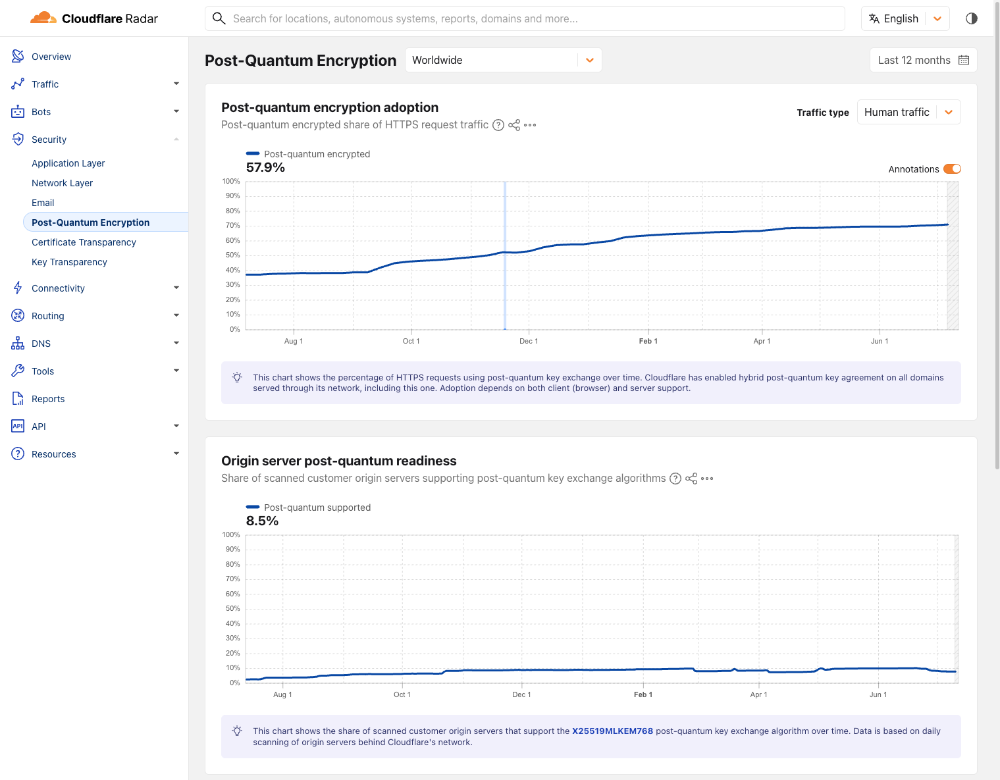 Cloudflare Radar
Search for locations, autonomous systems, reports, domains and more...
English
Overview
Traffic
Bots
Security
Application Layer
Network Layer
Email
Post-Quantum Encryption
Certificate Transparency
Key Transparency
Connectivity
Routing
DNS
Tools
Reports
API API
Resources
Post-Quantum Encryption
Worldwide
Last 12 months
Post-quantum encryption adoption
Post-quantum encrypted share of HTTPS request traffic
Traffic type
Human traffic
Post-quantum encrypted
57.9%
Annotations
100%
90%
80%
70%
60%
50%
40%
30%
20%
10%
0%
Aug 1 Oct 1 Dec 1 Feb 1 Apr 1 Jun 1
This chart shows the percentage of HTTPS requests using post-quantum key exchange over time. Cloudflare has enabled hybrid post-quantum key agreement on all domains
served through its network, including this one. Adoption depends on both client (browser) and server support.
Origin server post-quantum readiness
Share of scanned customer origin servers supporting post-quantum key exchange algorithms
Post-quantum supported
8.5%
100%
90%
80%
70%
60%
50%
40%
30%
20%
10%
0%
Aug 1 Oct 1 Dec 1 Feb 1 Apr 1 Jun 1
This chart shows the share of scanned customer origin servers that support the X25519MLKEM768 post-quantum key exchange algorithm over time. Data is based on daily
scanning of origin servers behind Cloudflare's network.